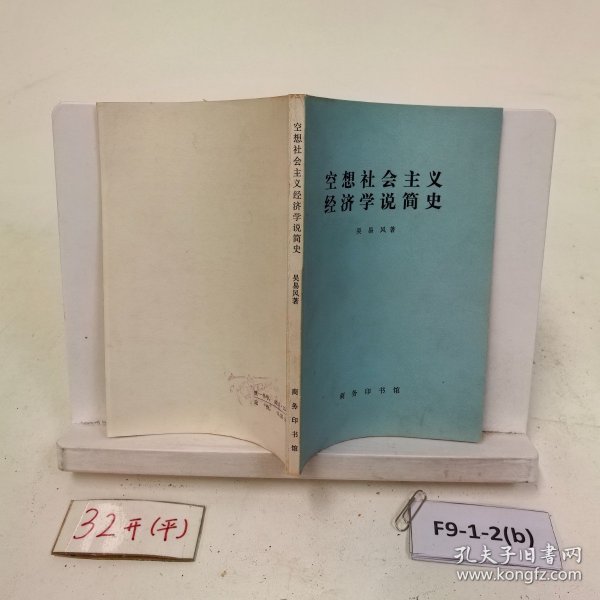 空想社会主义
经济学说简史
吴易风著
商务印书馆
空想社会主义经济学说简史
吴易风著
商务印书馆
32开(平)
F9-1-2(b)
孔夫子旧书网
www.kongfz.com